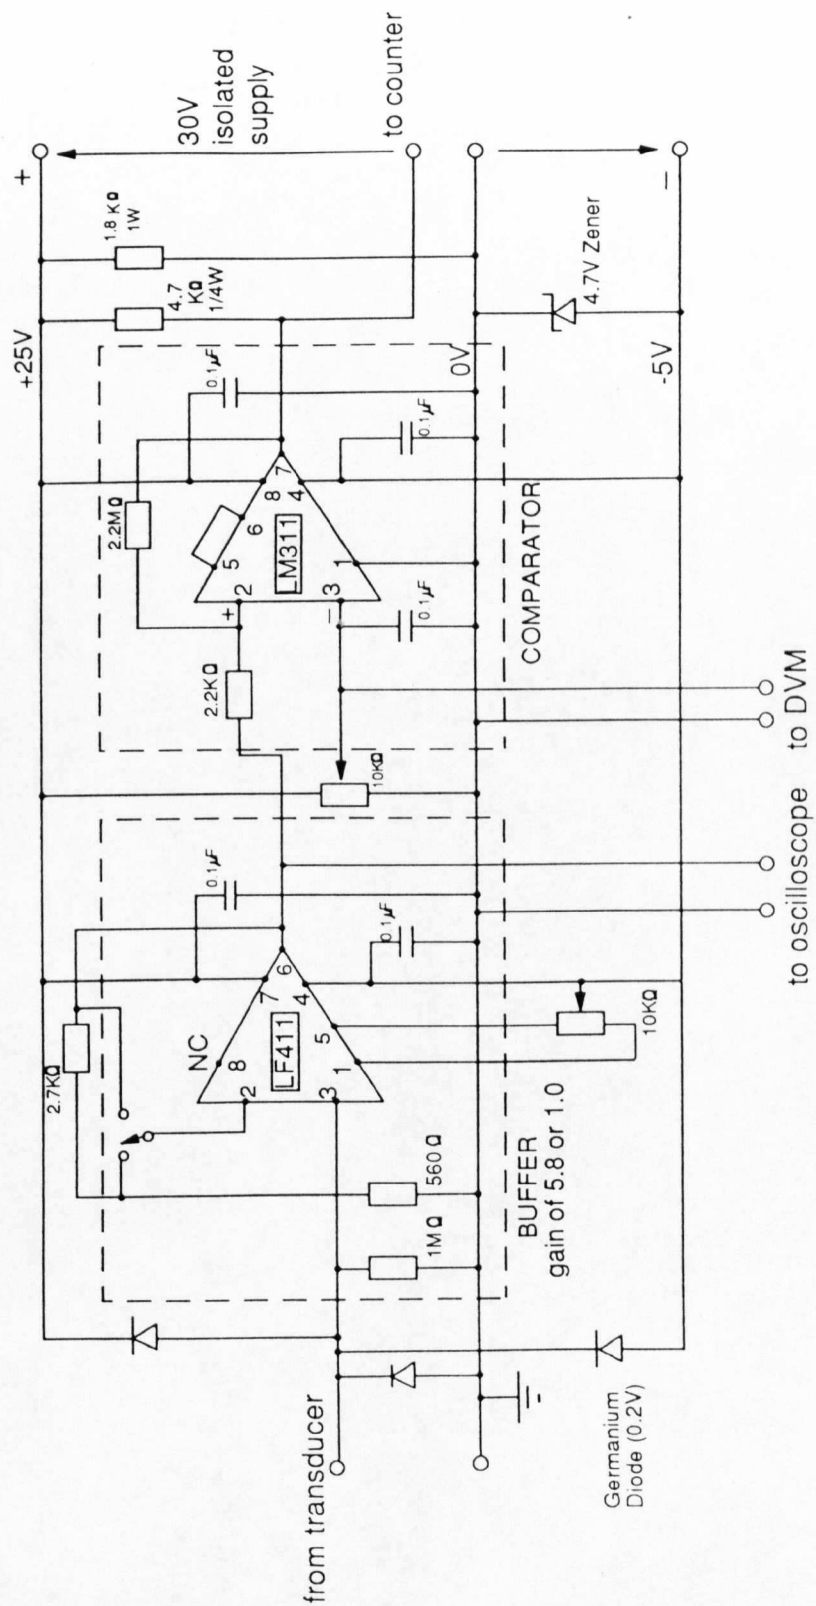 30V
isolated
supply
to counter
+
1.8 KΩ
1W
4.7
KΩ
1/4W
+25V
0V
-5V
−
4.7V Zener
0.1µF
0.1µF
0.1µF
2.2MΩ
2.2KΩ
5
6
8
7
4
2
3
1
+
−
LM311
COMPARATOR
10KΩ
to DVM
to oscilloscope
0.1µF
0.1µF
2.7KΩ
NC
8
7
6
2
3
4
5
1
LF411
10KΩ
560Ω
1MΩ
BUFFER
gain of 5.8 or 1.0
from transducer
Germanium
Diode (0.2V)